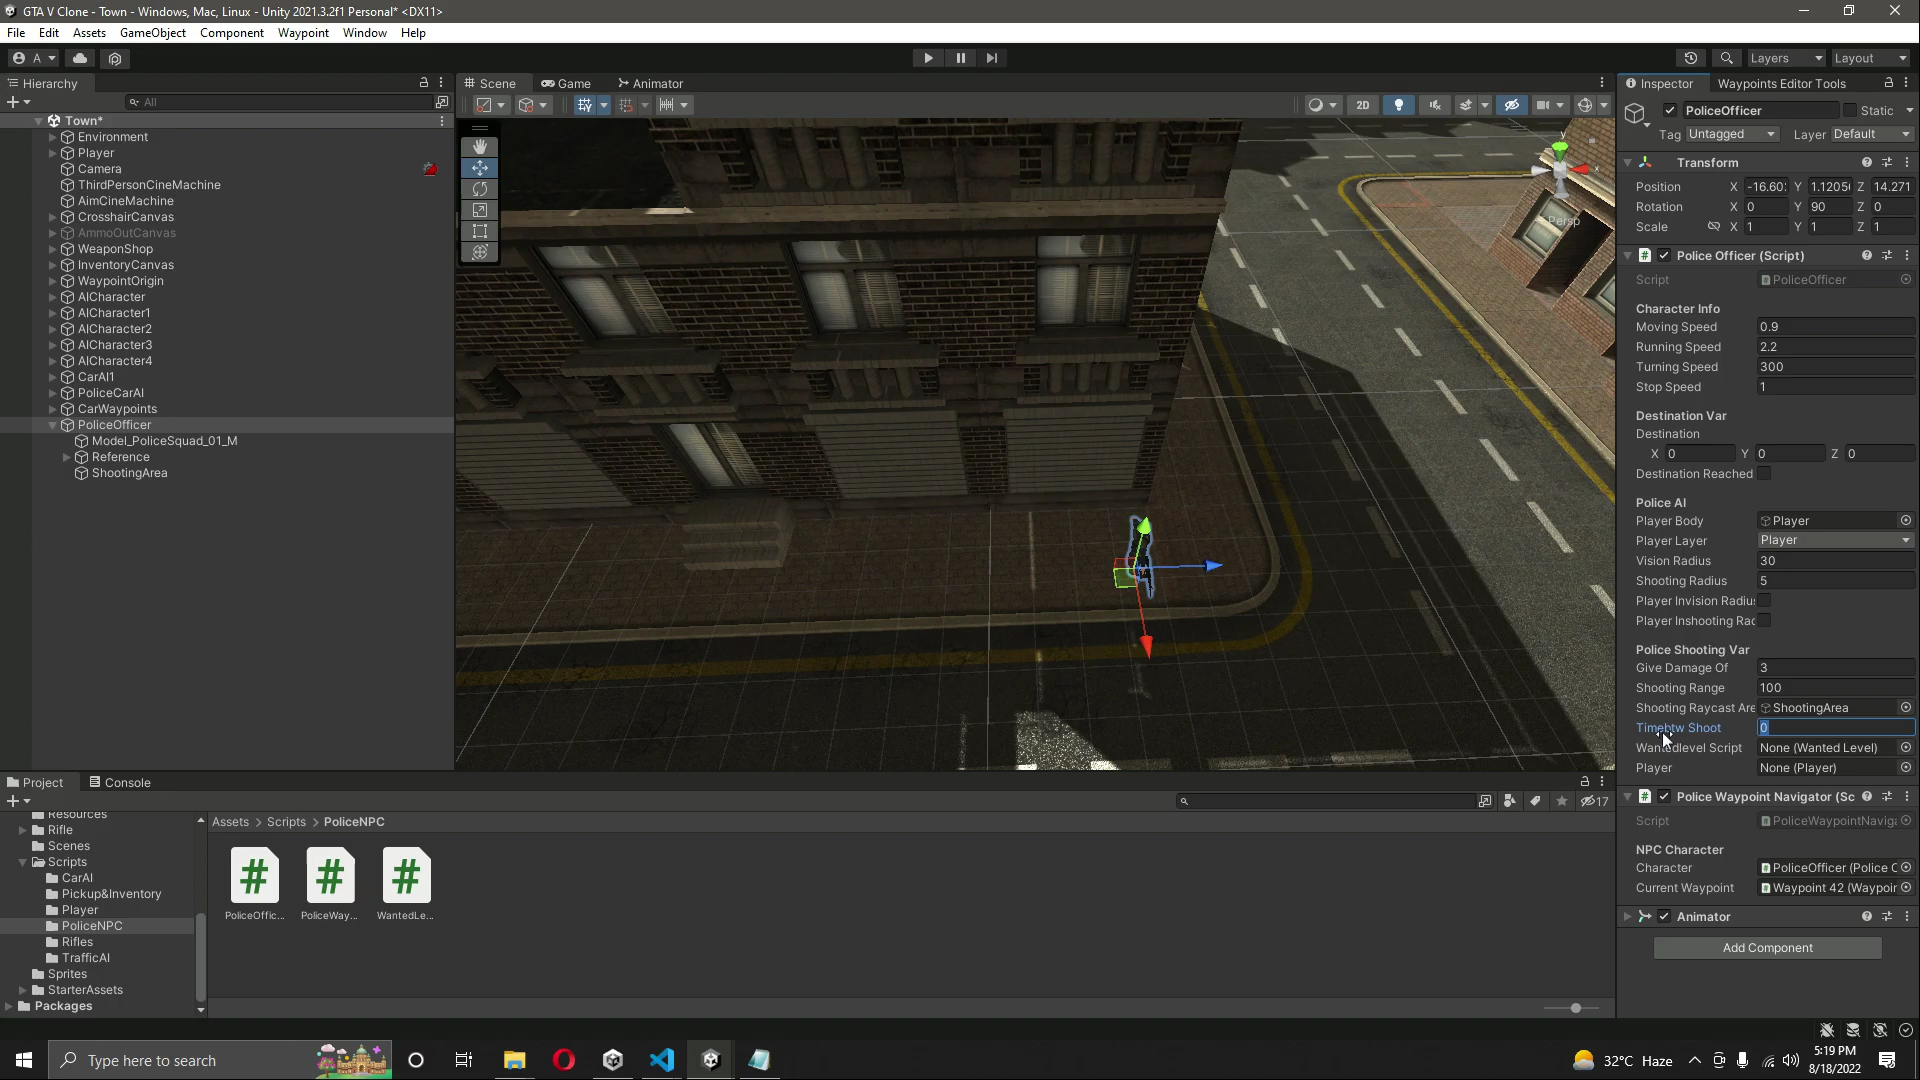 GTA V Clone - Town - Windows, Mac, Linux - Unity 2021.3.2f1 Personal* <DX11>
File Edit Assets GameObject Component Waypoint Window Help
A
Layers Layout
Hierarchy
All
Town*
Environment
Player
Camera
ThirdPersonCineMachine
AimCineMachine
CrosshairCanvas
AmmoOutCanvas
WeaponShop
InventoryCanvas
WaypointOrigin
AICharacter
AICharacter1
AICharacter2
AICharacter3
AICharacter4
CarAI1
PoliceCarAI
CarWaypoints
PoliceOfficer
Model_PoliceSquad_01_M
Reference
ShootingArea
Scene Game Animator
2D
y
x
Persp
Inspector Waypoints Editor Tools
PoliceOfficer Static
Tag Untagged Layer Default
Transform
Position X -16.60: Y 1.1205 Z 14.271
Rotation X 0 Y 90 Z 0
Scale X 1 Y 1 Z 1
Police Officer (Script)
Script PoliceOfficer
Character Info
Moving Speed 0.9
Running Speed 2.2
Turning Speed 300
Stop Speed 1
Destination Var
Destination
X 0 Y 0 Z 0
Destination Reached
Police AI
Player Body Player
Player Layer Player
Vision Radius 30
Shooting Radius 5
Player Invision Radiu
Player Inshooting Rad
Police Shooting Var
Give Damage Of 3
Shooting Range 100
Shooting Raycast Are ShootingArea
Timebtw Shoot 0
Wantedlevel Script None (Wanted Level)
Player None (Player)
Police Waypoint Navigator (Sc
Script PoliceWaypointNaviga
NPC Character
Character PoliceOfficer (Police O
Current Waypoint Waypoint 42 (Waypoin
Animator
Add Component
Project Console
17
Resources
Rifle
Scenes
Scripts
CarAI
Pickup&Inventory
Player
PoliceNPC
Rifles
TrafficAI
Sprites
StarterAssets
Packages
Assets > Scripts > PoliceNPC
PoliceOffic... PoliceWay... WantedLe...
Type here to search
32°C Haze
5:19 PM
8/18/2022